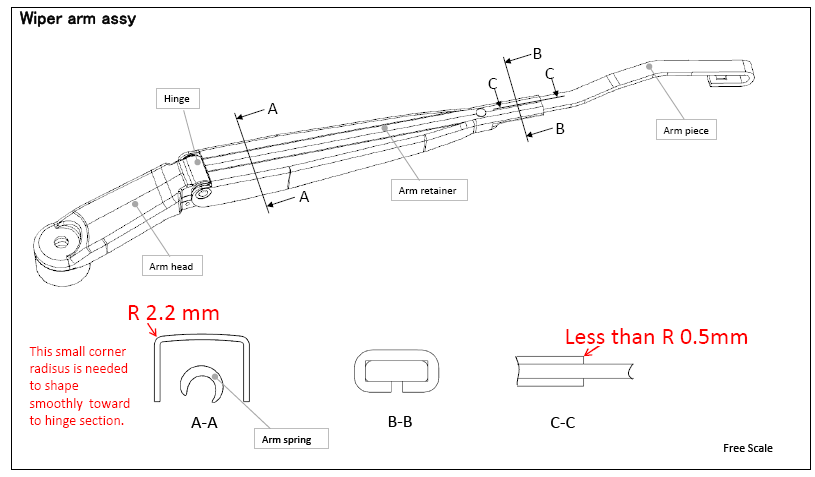 Wiper arm assy
B
C
C
Hinge
A
B
Arm piece
Arm retainer
A
Arm head
R 2.2 mm
Less than R 0.5mm
This small corner
radisus is needed
to shape
smoothly toward
to hinge section.
A-A
B-B
C-C
Arm spring
Free Scale